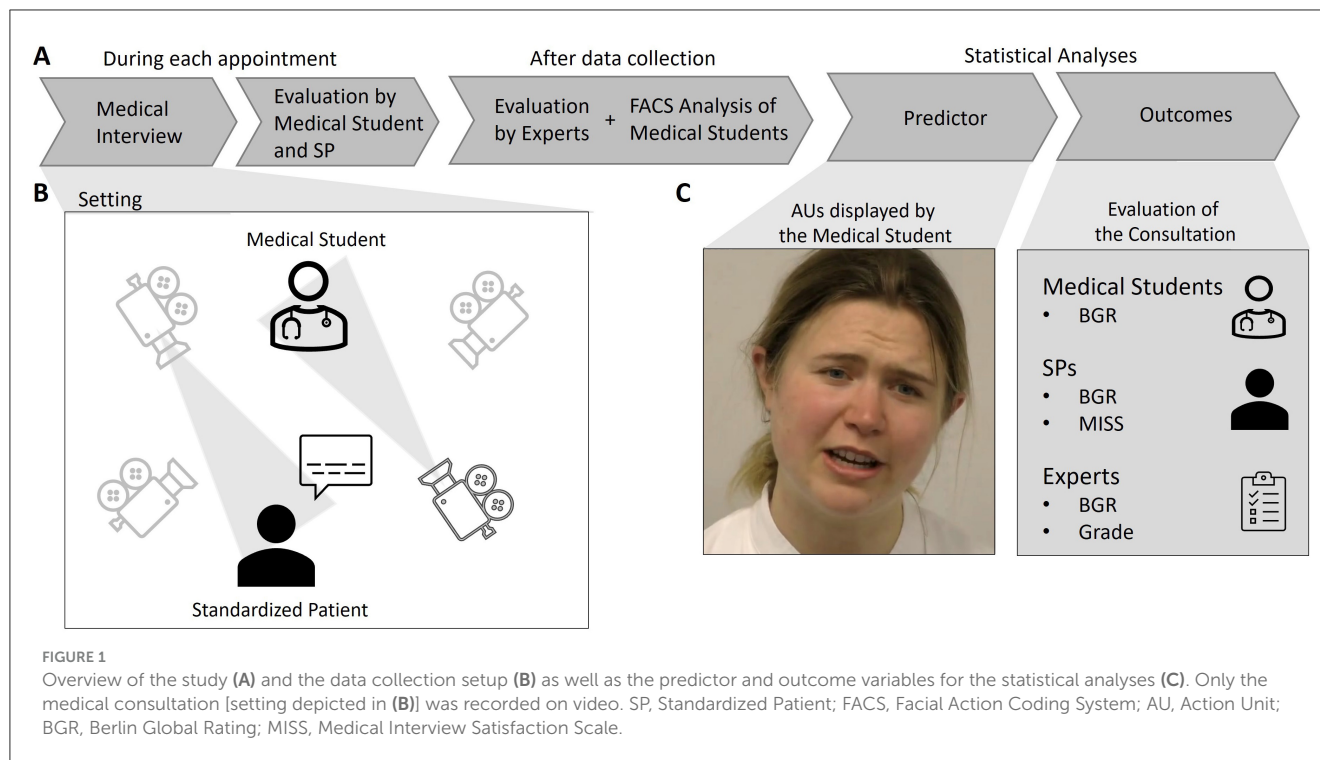 A
During each appointment
After data collection
Statistical Analyses
Medical
Interview
Evaluation by
Medical Student
and SP
Evaluation
by Experts
+
FACS Analysis of
Medical Students
Predictor
Outcomes
B
Setting
Medical Student
Standardized Patient
C
AUs displayed by
the Medical Student
Evaluation of
the Consultation
Medical Students
• BGR
SPs
• BGR
• MISS
Experts
• BGR
• Grade
FIGURE 1
Overview of the study (A) and the data collection setup (B) as well as the predictor and outcome variables for the statistical analyses (C). Only the
medical consultation [setting depicted in (B)] was recorded on video. SP, Standardized Patient; FACS, Facial Action Coding System; AU, Action Unit;
BGR, Berlin Global Rating; MISS, Medical Interview Satisfaction Scale.